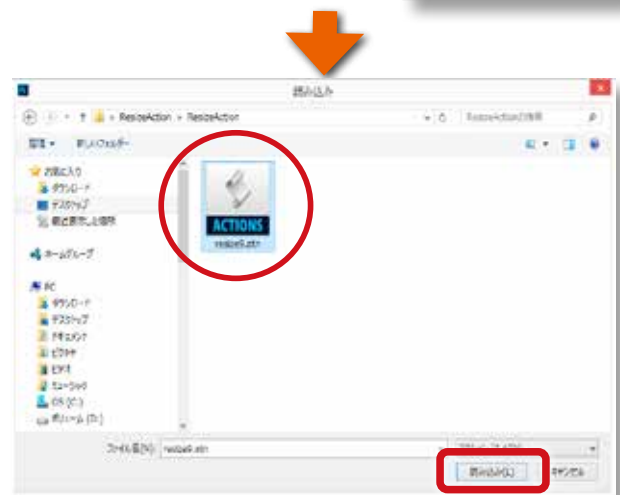 読み込み
ResizeAction ▸ ResizeAction
ResizeActionの検索
整理
新しいフォルダー
お気に入り
ダウンロード
デスクトップ
最近表示した場所
ACTIONS
resize9.atn
ホームグループ
PC
ダウンロード
デスクトップ
ドキュメント
ピクチャ
ビデオ
ミュージック
OS (C:)
ボリューム (D:)
ファイル名(N):
resize9.atn
読み込み(L)
キャンセル